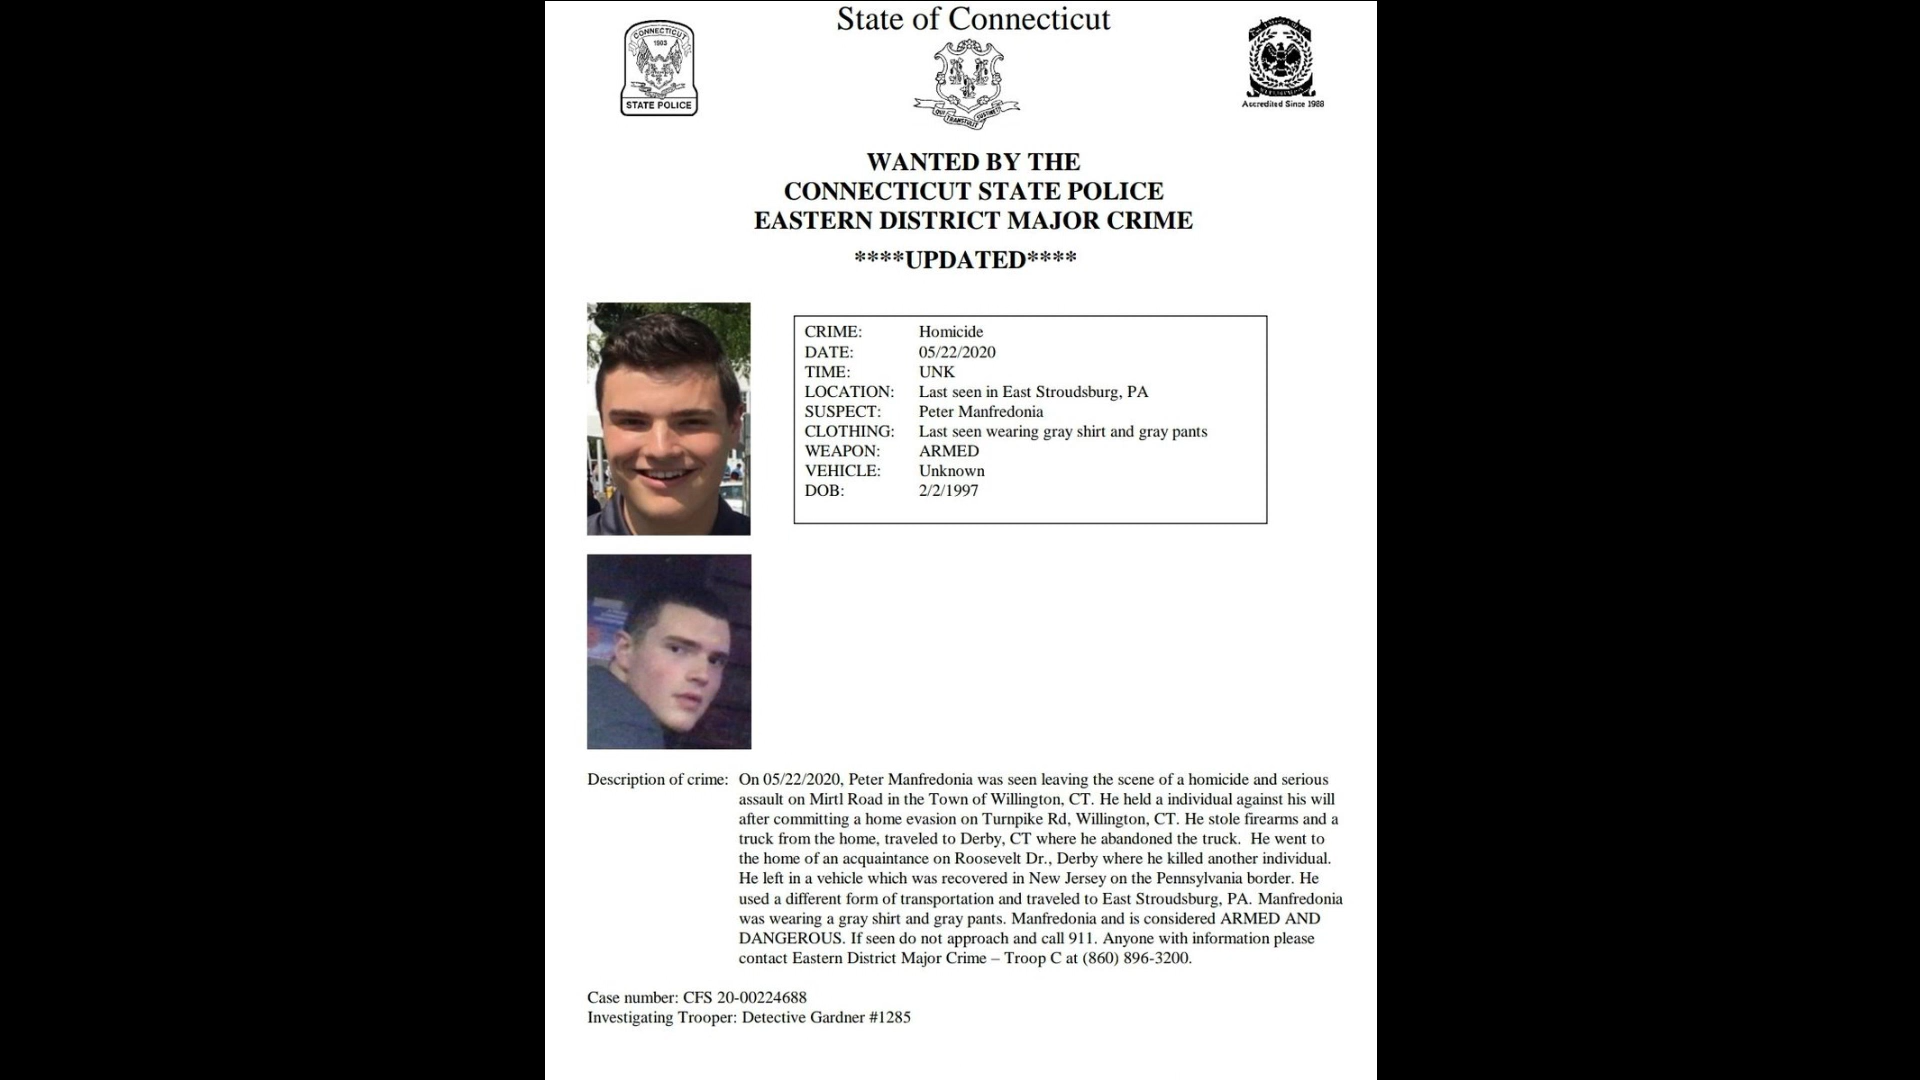 State of Connecticut
CONNECTICUT
1903
STATE POLICE
QUI TRANSTULIT SUSTINET
Accredited Since 1988
WANTED BY THE
CONNECTICUT STATE POLICE
EASTERN DISTRICT MAJOR CRIME
****UPDATED****
CRIME: Homicide
DATE: 05/22/2020
TIME: UNK
LOCATION: Last seen in East Stroudsburg, PA
SUSPECT: Peter Manfredonia
CLOTHING: Last seen wearing gray shirt and gray pants
WEAPON: ARMED
VEHICLE: Unknown
DOB: 2/2/1997
Description of crime: On 05/22/2020, Peter Manfredonia was seen leaving the scene of a homicide and serious
assault on Mirtl Road in the Town of Willington, CT. He held a individual against his will
after committing a home evasion on Turnpike Rd, Willington, CT. He stole firearms and a
truck from the home, traveled to Derby, CT where he abandoned the truck. He went to
the home of an acquaintance on Roosevelt Dr., Derby where he killed another individual.
He left in a vehicle which was recovered in New Jersey on the Pennsylvania border. He
used a different form of transportation and traveled to East Stroudsburg, PA. Manfredonia
was wearing a gray shirt and gray pants. Manfredonia and is considered ARMED AND
DANGEROUS. If seen do not approach and call 911. Anyone with information please
contact Eastern District Major Crime – Troop C at (860) 896-3200.
Case number: CFS 20-00224688
Investigating Trooper: Detective Gardner #1285